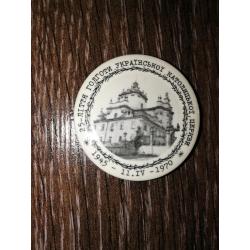 25-ЛІТТЯ ГОЛГОТИ УКРАЇНСЬКОЇ КАТОЛИЦЬКОЇ ЦЕРКВИ
1945 - 11.IV -1970